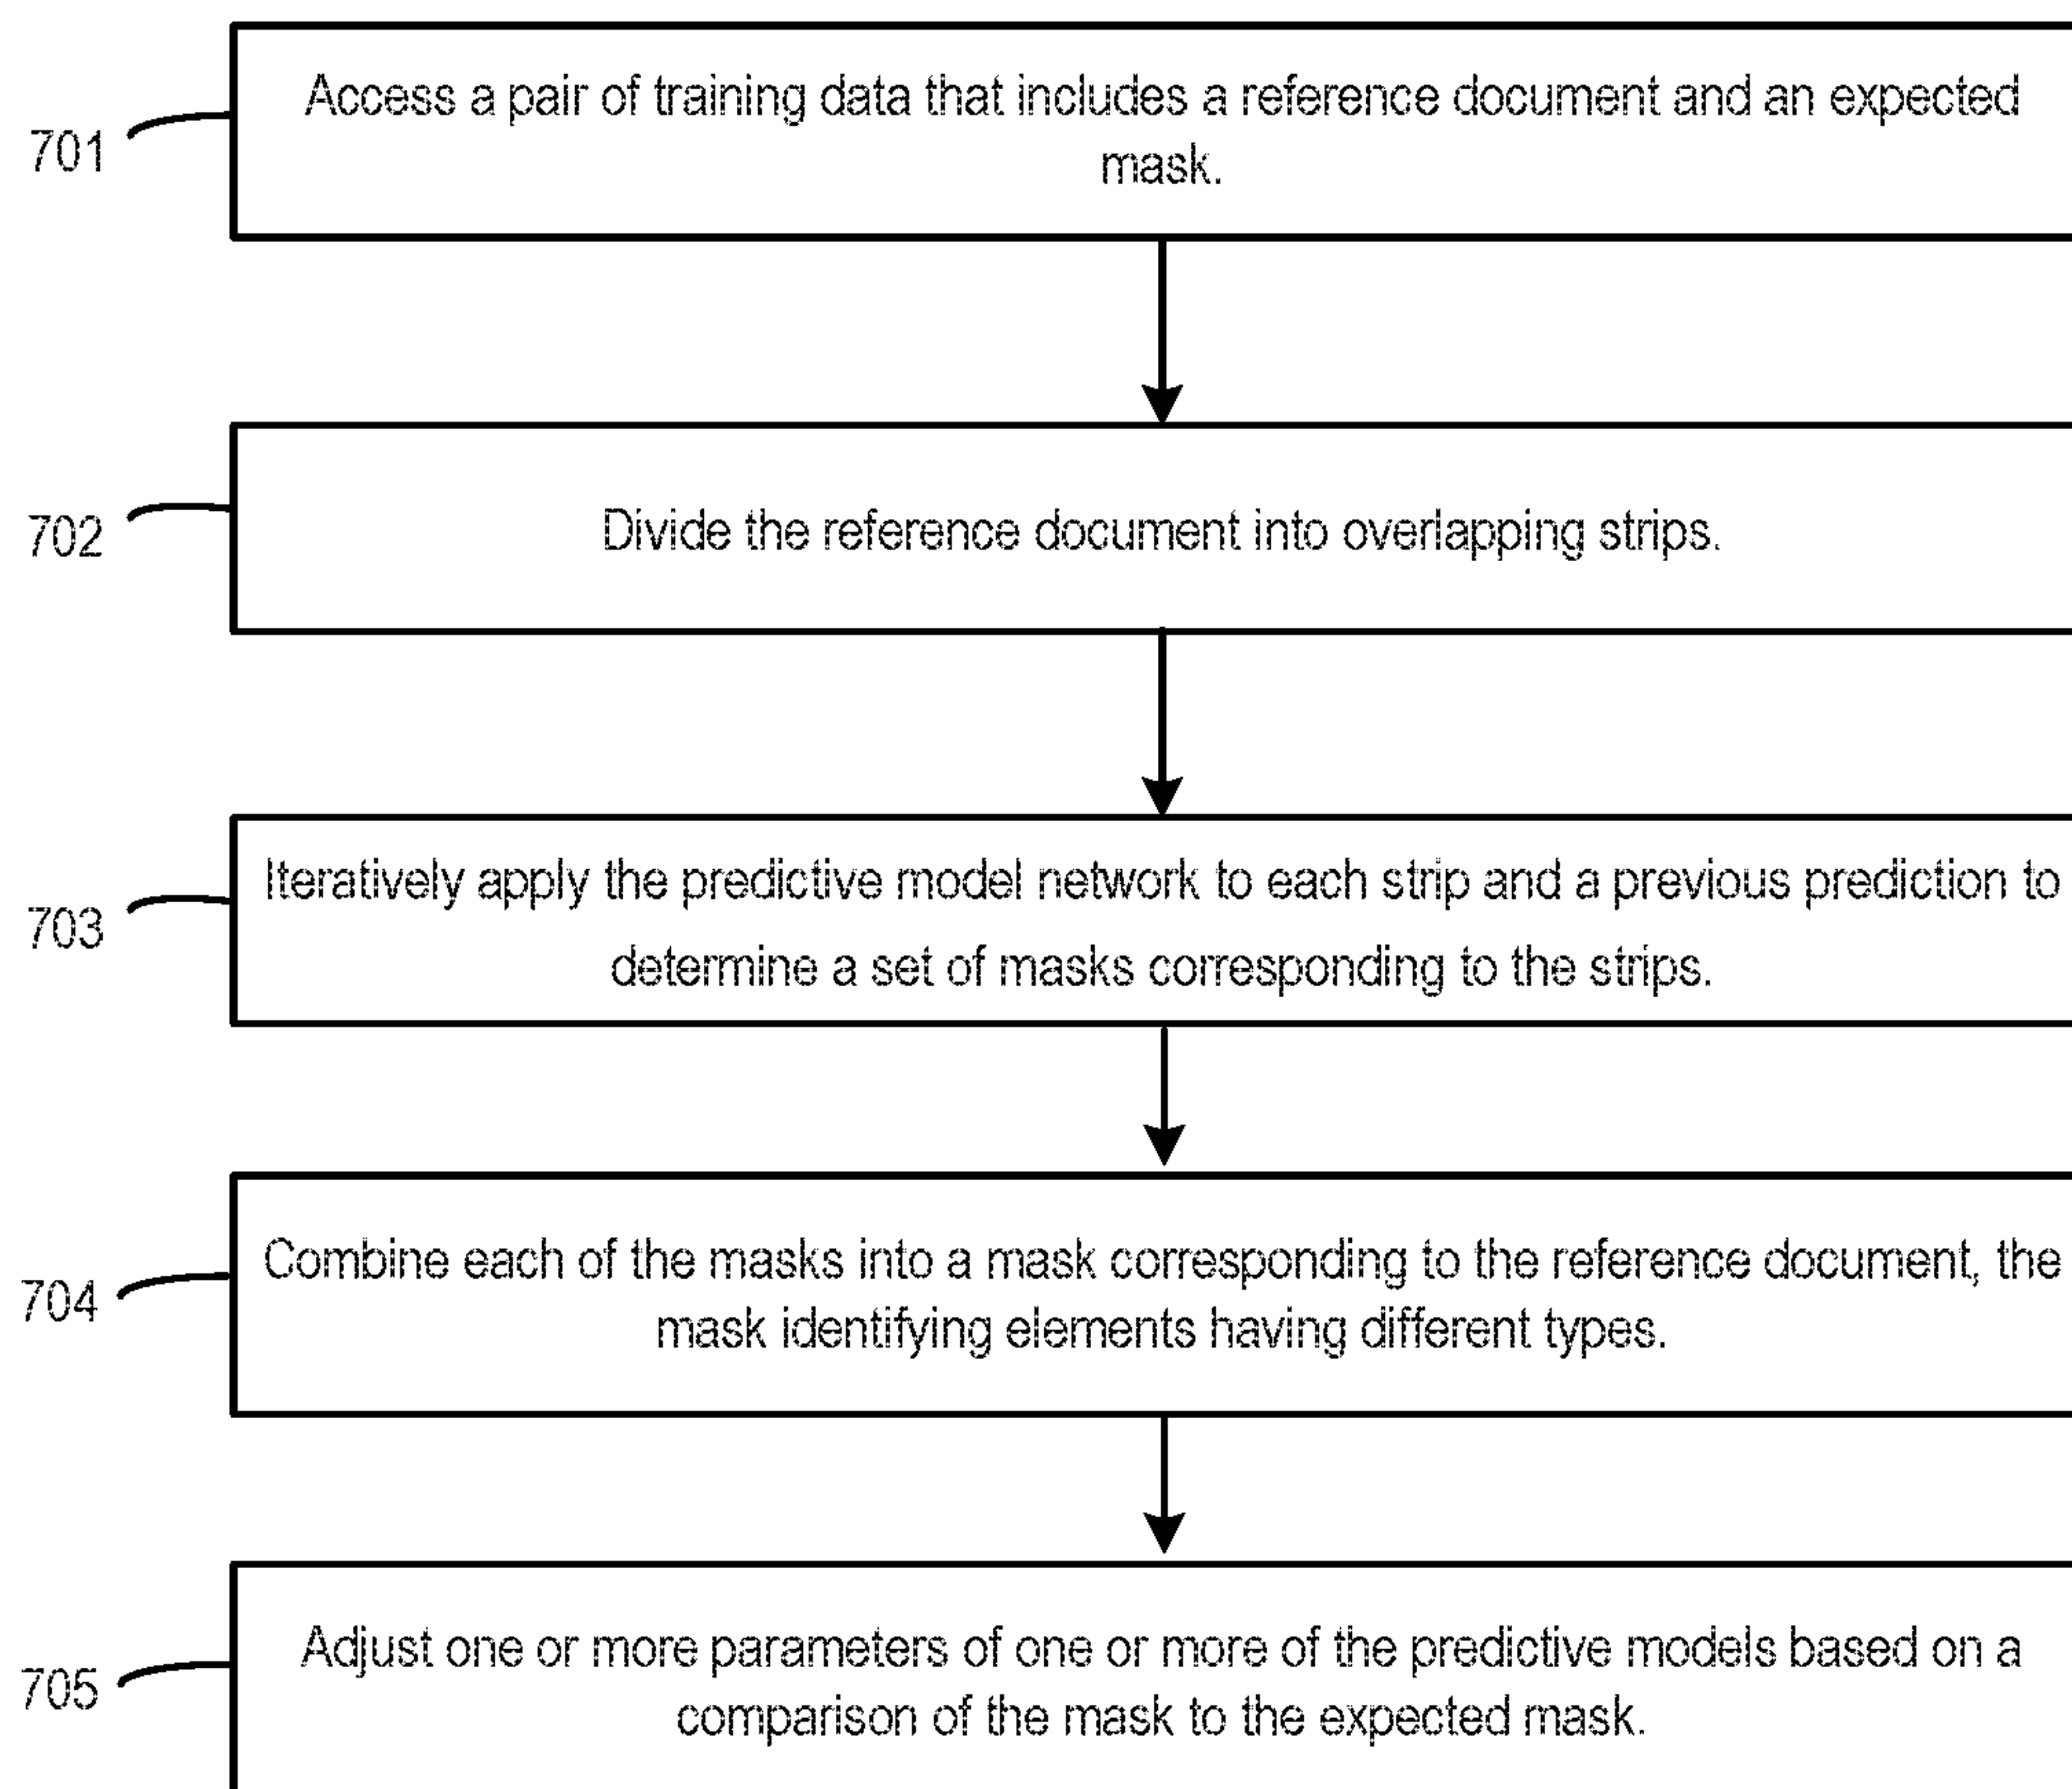 Access a pair of training data that includes a reference document and an expected
mask.
701
Divide the reference document into overlapping strips.
702
Iteratively apply the predictive model network to each strip and a previous prediction to
determine a set of masks corresponding to the strips.
703
Combine each of the masks into a mask corresponding to the reference document, the
mask identifying elements having different types.
704
Adjust one or more parameters of one or more of the predictive models based on a
comparison of the mask to the expected mask.
705